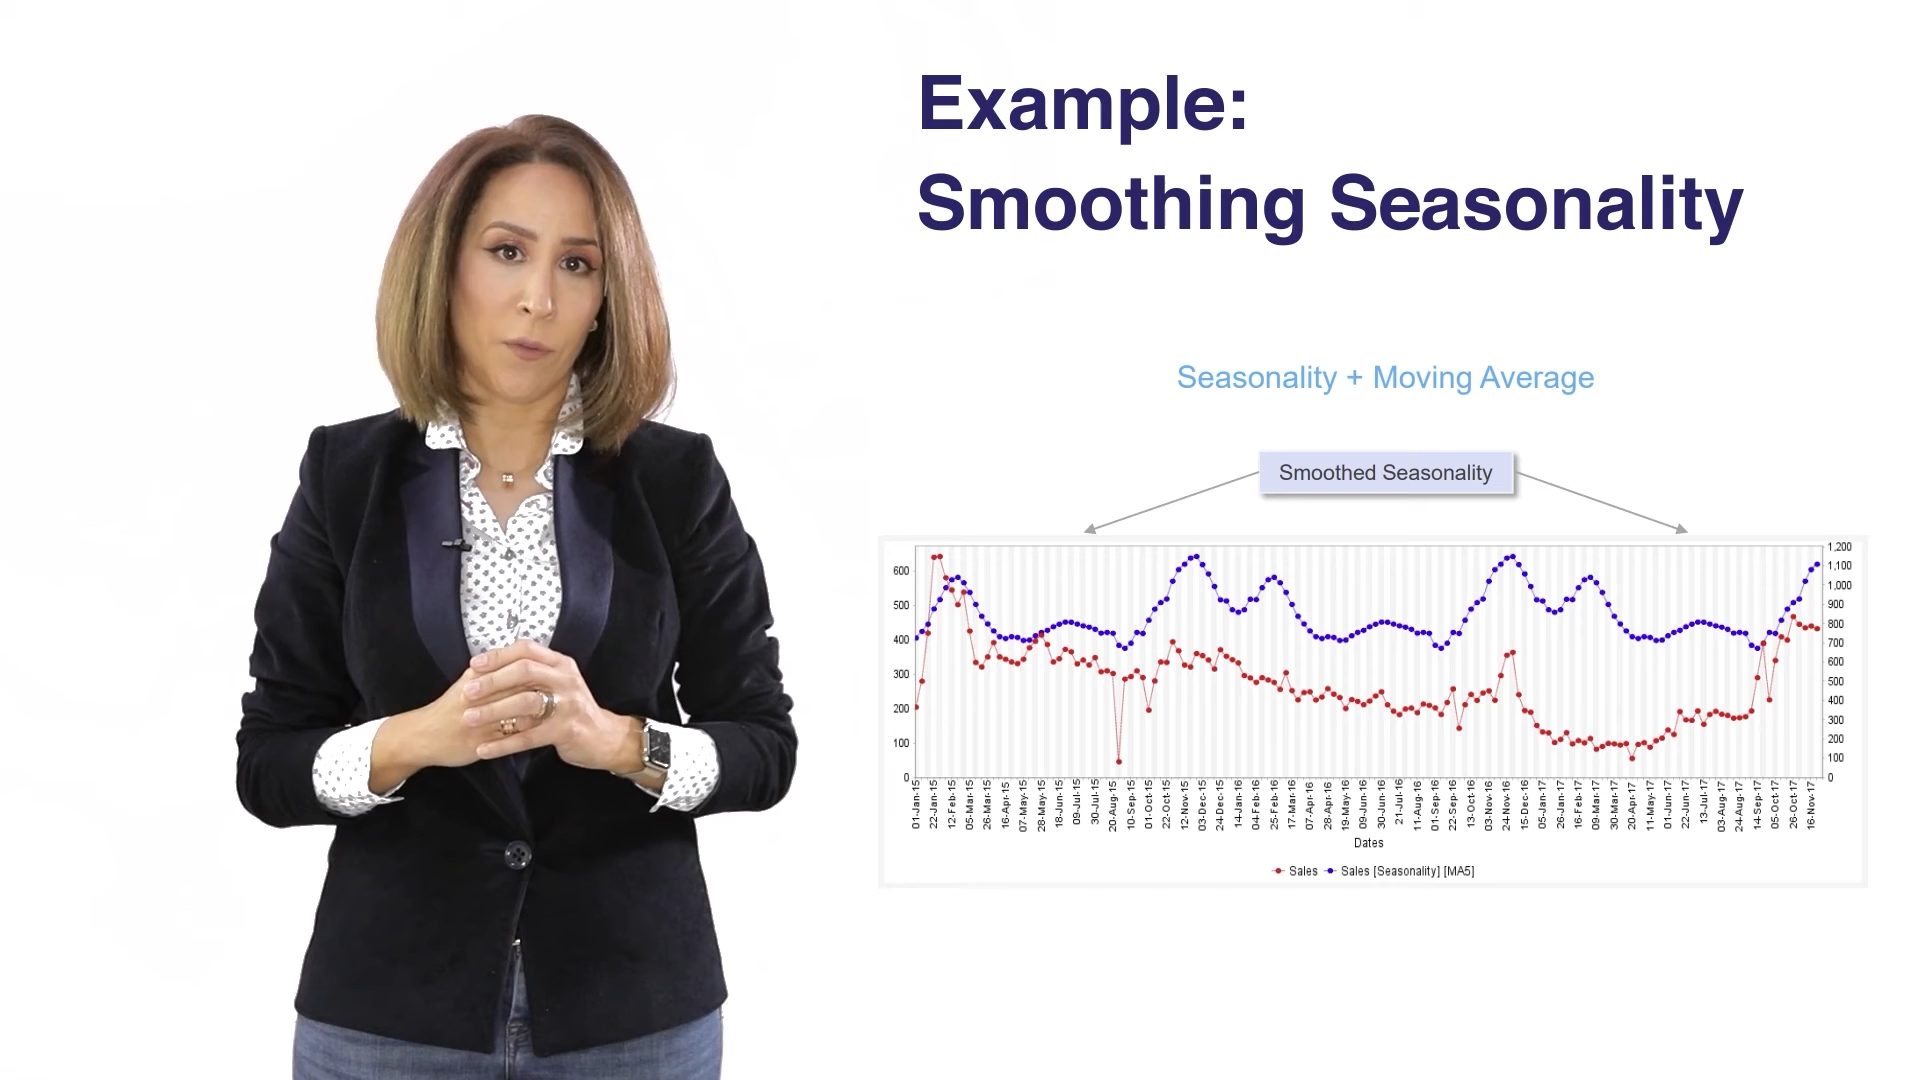 Example:
Smoothing Seasonality
Seasonality + Moving Average
Smoothed Seasonality
600
500
400
300
200
100
0
1,200
1,100
1,000
900
800
700
600
500
400
300
200
100
0
01-Jan-15 22-Jan-15 12-Feb-15 05-Mar-15 26-Mar-15 16-Apr-15 07-May-15 28-May-15 18-Jun-15 09-Jul-15 30-Jul-15 20-Aug-15 10-Sep-15 01-Oct-15 22-Oct-15 12-Nov-15 03-Dec-15 24-Dec-15 14-Jan-16 04-Feb-16 25-Feb-16 17-Mar-16 07-Apr-16 28-Apr-16 19-May-16 09-Jun-16 30-Jun-16 21-Jul-16 11-Aug-16 01-Sep-16 22-Sep-16 13-Oct-16 03-Nov-16 24-Nov-16 15-Dec-16 05-Jan-17 26-Jan-17 16-Feb-17 09-Mar-17 30-Mar-17 20-Apr-17 11-May-17 01-Jun-17 22-Jun-17 13-Jul-17 03-Aug-17 24-Aug-17 14-Sep-17 05-Oct-17 26-Oct-17 16-Nov-17
Dates
Sales Sales [Seasonality] [MA5]